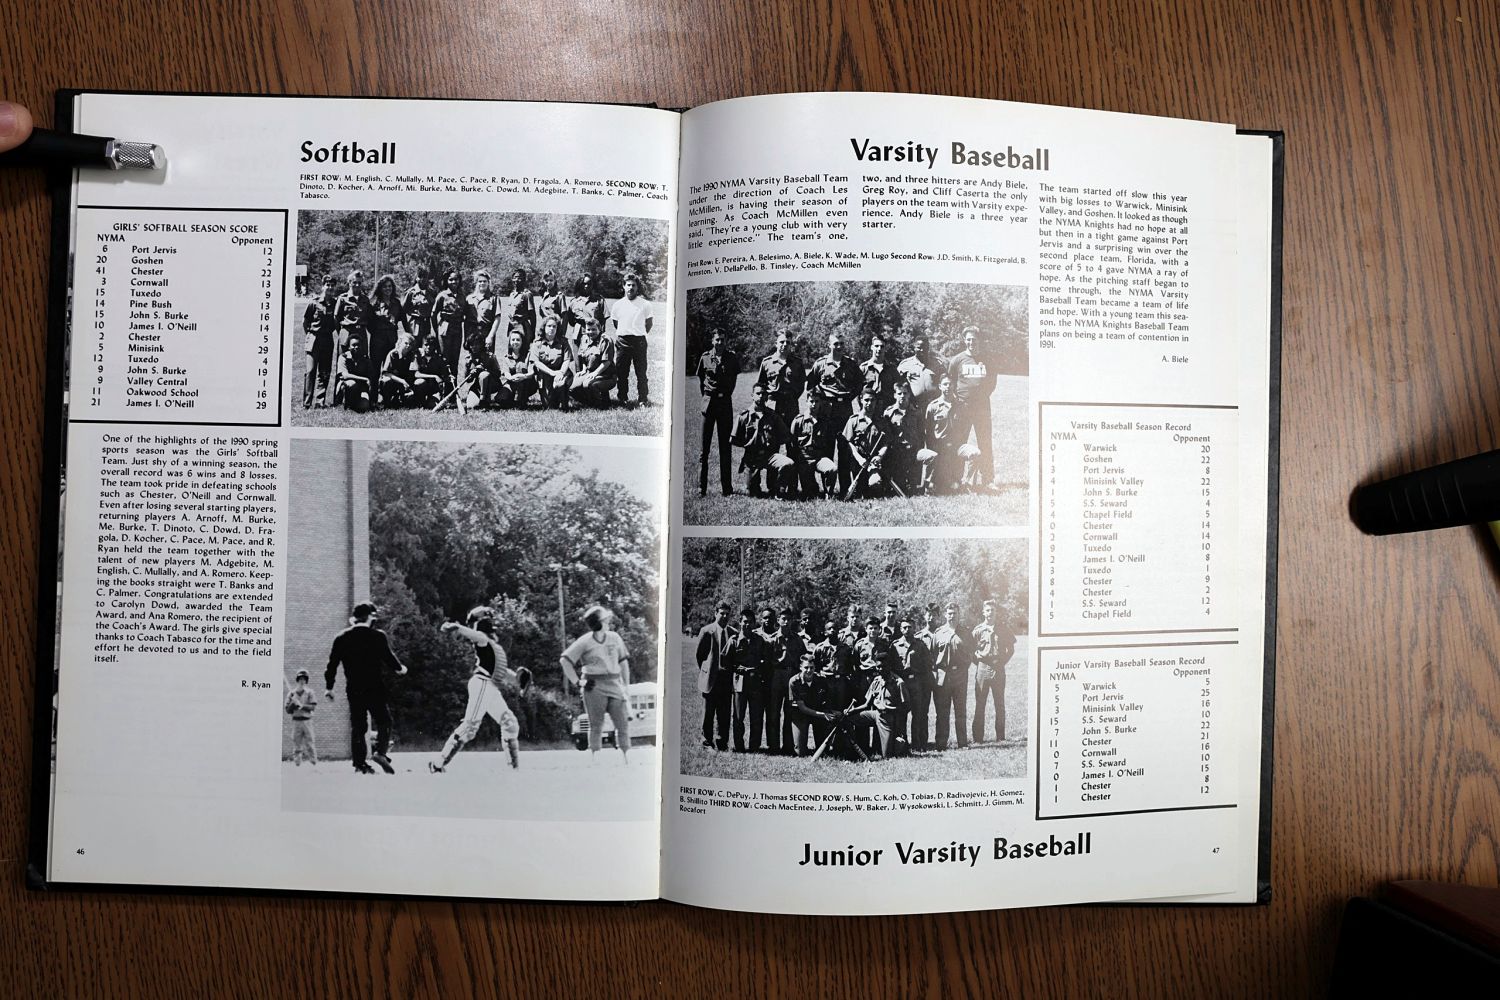 Softball
FIRST ROW: M. English, C. Mullally, M. Pace, C. Pace, R. Ryan, D. Fragola, A. Romero, SECOND ROW: T.
Dinoto, D. Kocher, A. Arnoff, Mi. Burke, Ma. Burke, C. Dowd, M. Adegbite, T. Banks, C. Palmer, Coach
Tabasco.
GIRLS' SOFTBALL SEASON SCORE
NYMA Opponent
6 Port Jervis 12
20 Goshen 2
41 Chester 22
3 Cornwall 13
15 Tuxedo 9
14 Pine Bush 13
15 John S. Burke 16
10 James I. O'Neill 14
2 Chester 5
5 Minisink 29
12 Tuxedo 4
9 John S. Burke 19
9 Valley Central 1
11 Oakwood School 16
21 James I. O'Neill 29
One of the highlights of the 1990 spring
sports season was the Girls' Softball
Team. Just shy of a winning season, the
overall record was 6 wins and 8 losses.
The team took pride in defeating schools
such as Chester, O'Neill and Cornwall.
Even after losing several starting players,
returning players A. Arnoff, M. Burke,
Me. Burke, T. Dinoto, C. Dowd, D. Fra-
gola, D. Kocher, C. Pace, M. Pace, and R.
Ryan held the team together with the
talent of new players M. Adegbite, M.
English, C. Mullally, and A. Romero. Keep-
ing the books straight were T. Banks and
C. Palmer. Congratulations are extended
to Carolyn Dowd, awarded the Team
Award, and Ana Romero, the recipient of
the Coach's Award. The girls give special
thanks to Coach Tabasco for the time and
effort he devoted to us and to the field
itself.
R. Ryan
46
Varsity Baseball
The 1990 NYMA Varsity Baseball Team
under the direction of Coach Les
McMillen, is having their season of
learning. As Coach McMillen even
said, "They're a young club with very
little experience." The team's one,
two, and three hitters are Andy Biele,
Greg Roy, and Cliff Caserta the only
players on the team with Varsity expe-
rience. Andy Biele is a three year
starter.
The team started off slow this year
with big losses to Warwick, Minisink
Valley, and Goshen. It looked as though
the NYMA Knights had no hope at all
but then in a tight game against Port
Jervis and a surprising win over the
second place team, Florida, with a
score of 5 to 4 gave NYMA a ray of
hope. As the pitching staff began to
come through, the NYMA Varsity
Baseball Team became a team of life
and hope. With a young team this sea-
son, the NYMA Knights Baseball Team
plans on being a team of contention in
1991.
A. Biele
First Row: E. Pereira, A. Belesimo, A. Biele, K. Wade, M. Lugo Second Row: J.D. Smith, K. Fitzgerald, B.
Armston, V. DellaPello, B. Tinsley, Coach McMillen
Varsity Baseball Season Record
NYMA Opponent
0 Warwick 20
1 Goshen 22
3 Port Jervis 8
4 Minisink Valley 22
1 John S. Burke 15
5 S.S. Seward 4
4 Chapel Field 5
0 Chester 14
2 Cornwall 14
9 Tuxedo 10
2 James I. O'Neill 8
3 Tuxedo 1
8 Chester 9
4 Chester 2
1 S.S. Seward 12
5 Chapel Field 4
Junior Varsity Baseball Season Record
NYMA Opponent
5 Warwick 5
5 Port Jervis 25
3 Minisink Valley 16
15 S.S. Seward 10
7 John S. Burke 22
11 Chester 21
0 Cornwall 16
7 S.S. Seward 10
0 James I. O'Neill 15
1 Chester 8
1 Chester 12
FIRST ROW: C. DePuy, J. Thomas SECOND ROW: S. Hum, C. Koh, O. Tobias, D. Radivojevic, H. Gomez,
B. Shillito THIRD ROW: Coach MacEntee, J. Joseph, W. Baker, J. Wysokowski, L. Schmitt, J. Gimm, M.
Rocafort
Junior Varsity Baseball
47